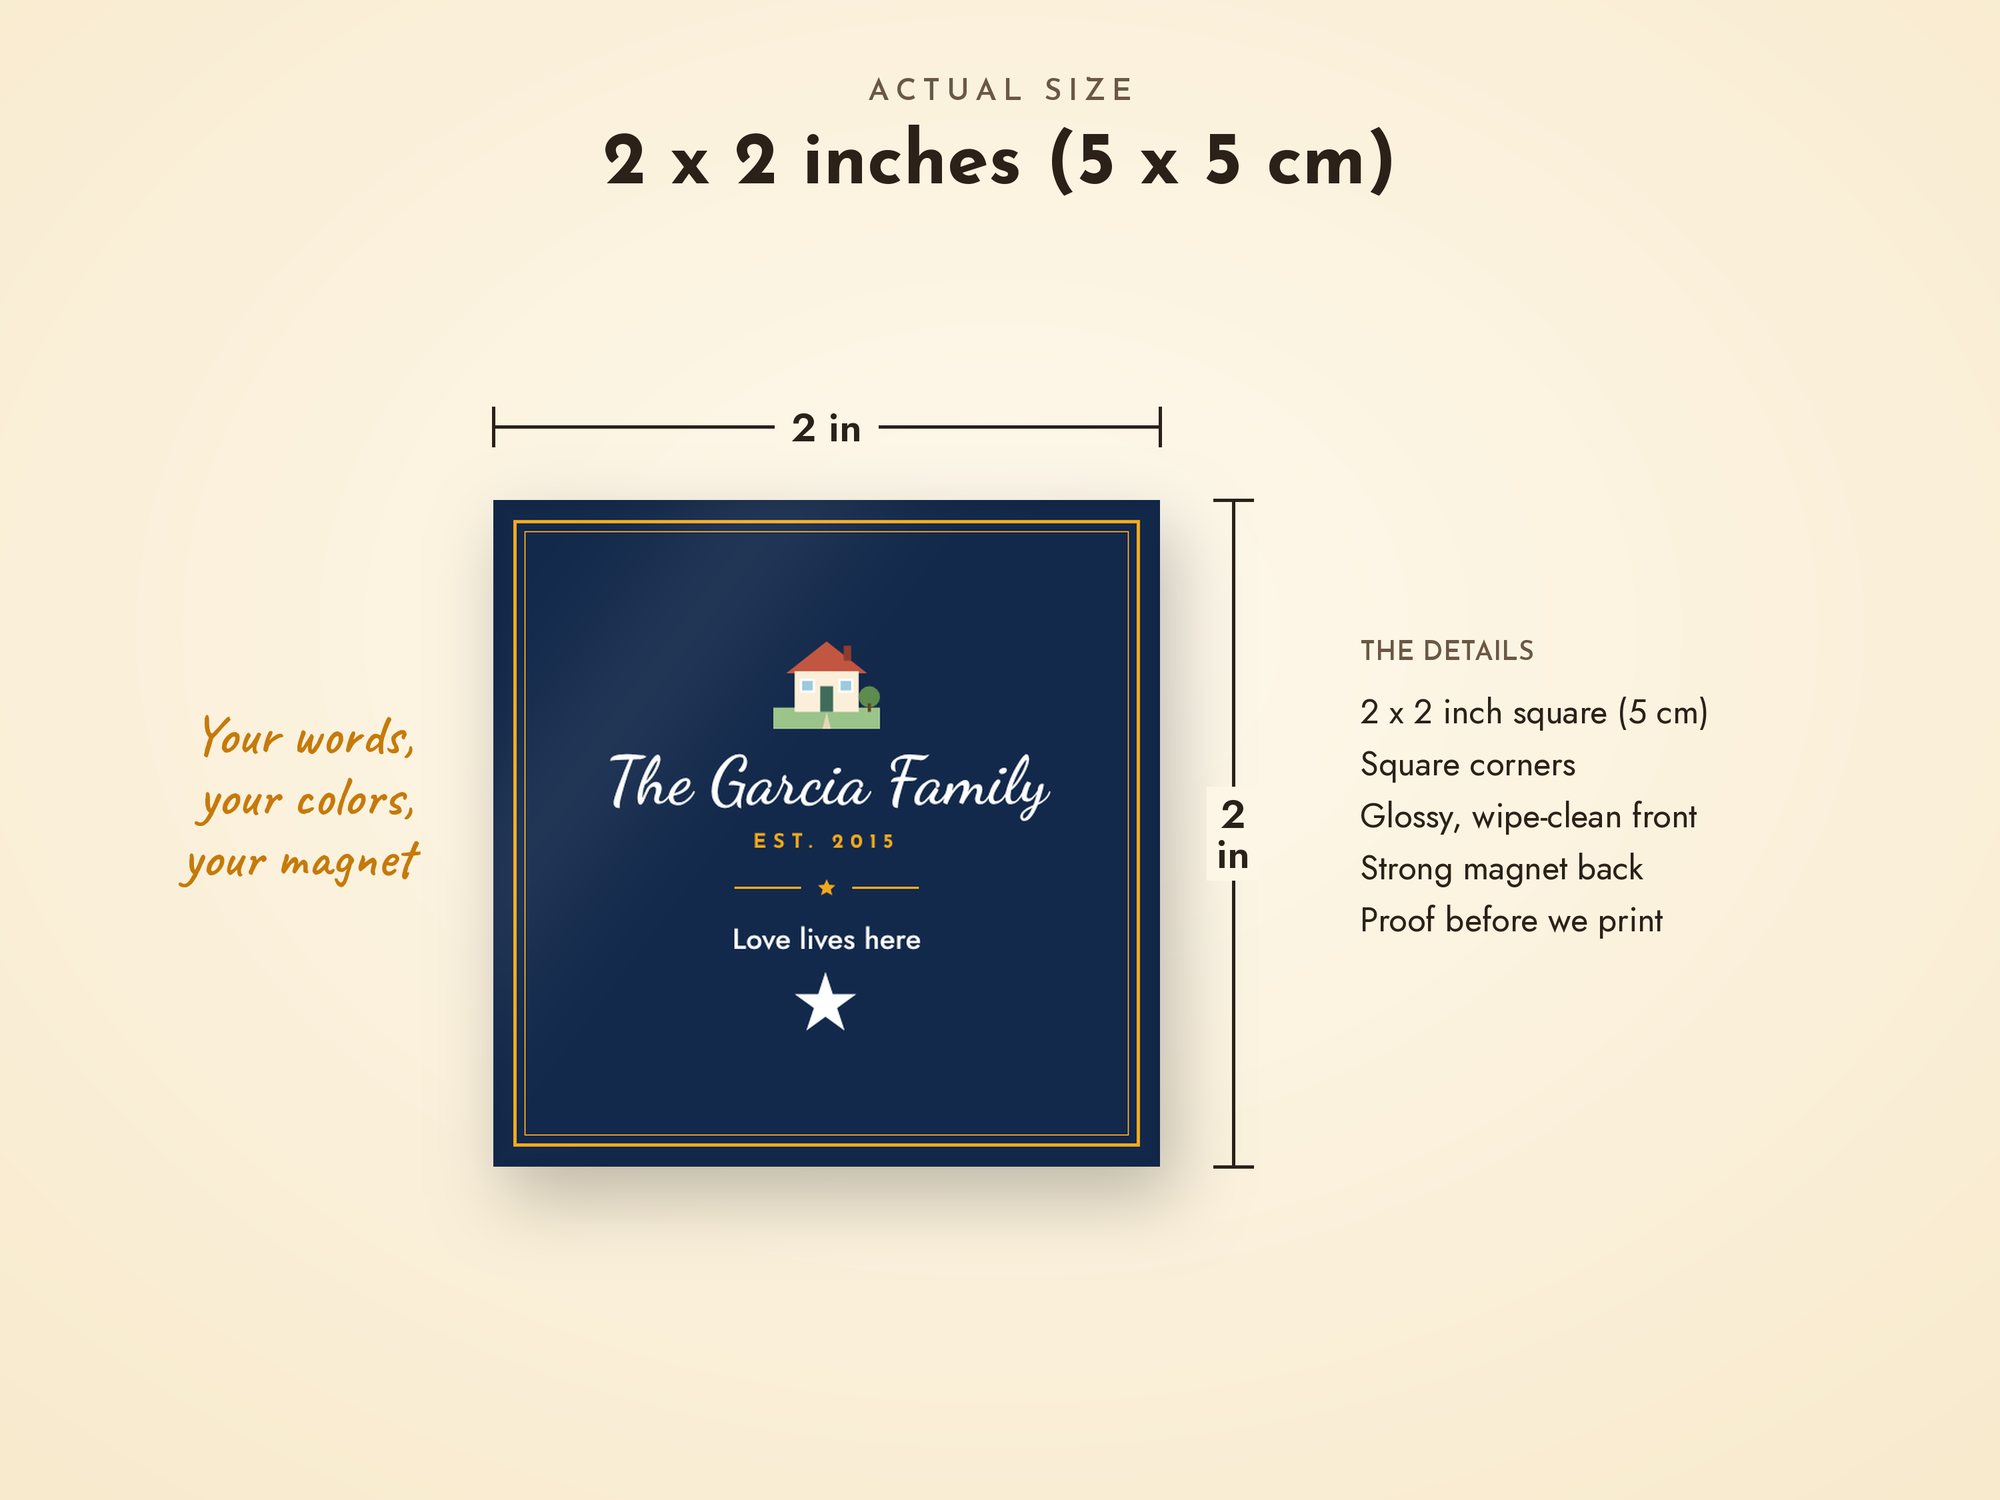 ACTUAL SIZE
2 x 2 inches (5 x 5 cm)
2 in
Your words,
your colors,
your magnet
The Garcia Family
EST. 2015
Love lives here
2
in
THE DETAILS
2 x 2 inch square (5 cm)
Square corners
Glossy, wipe-clean front
Strong magnet back
Proof before we print